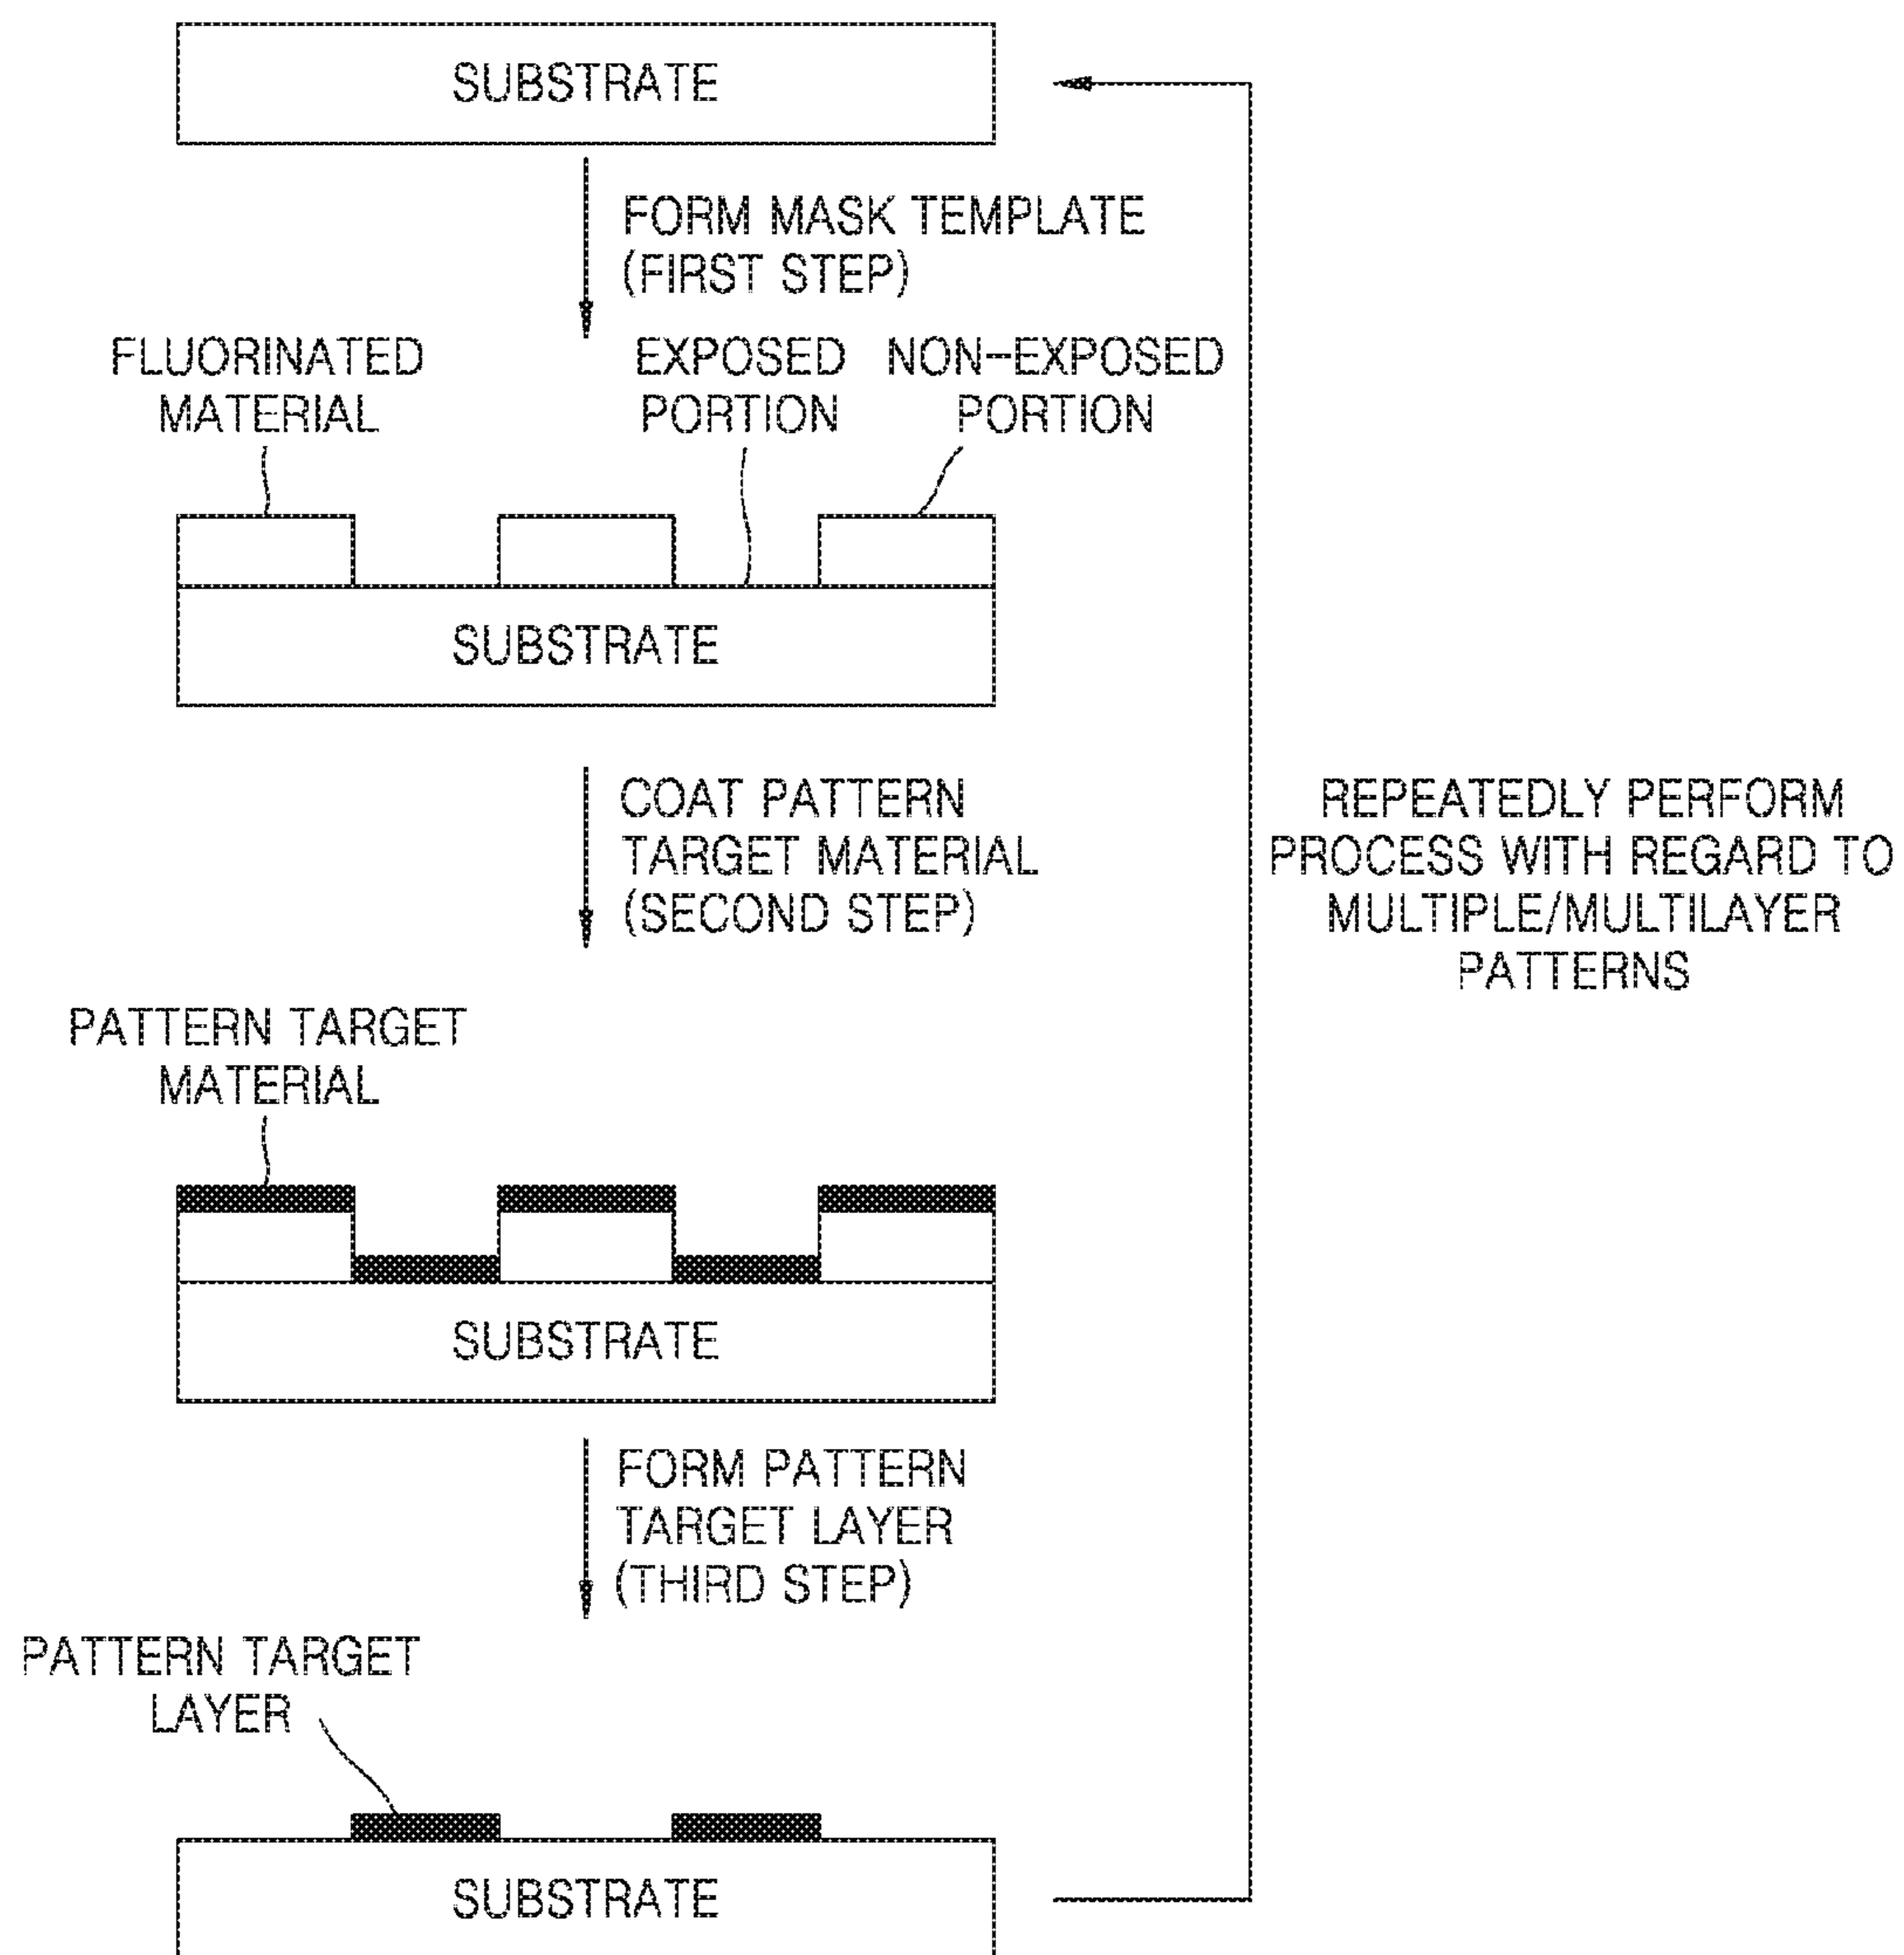 SUBSTRATE
FORM MASK TEMPLATE
(FIRST STEP)
FLUORINATED
MATERIAL
EXPOSED
PORTION
NON-EXPOSED
PORTION
SUBSTRATE
COAT PATTERN
TARGET MATERIAL
(SECOND STEP)
REPEATEDLY PERFORM
PROCESS WITH REGARD TO
MULTIPLE/MULTILAYER
PATTERNS
PATTERN TARGET
MATERIAL
SUBSTRATE
FORM PATTERN
TARGET LAYER
(THIRD STEP)
PATTERN TARGET
LAYER
SUBSTRATE